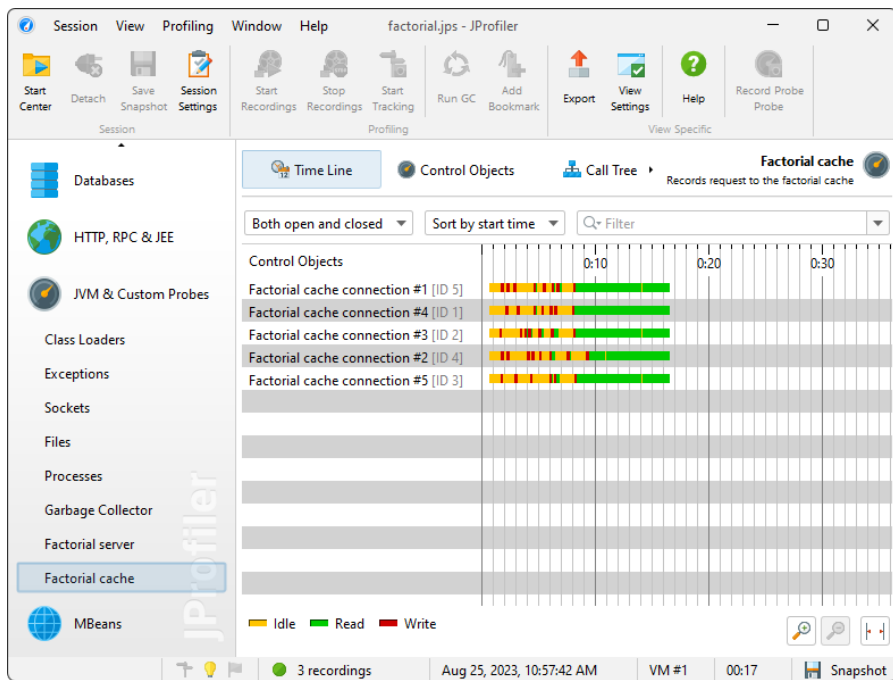 Session View Profiling Window Help factorial.jps - JProfiler
Start Center
Detach
Save Snapshot
Session Settings
Start Recordings
Stop Recordings
Start Tracking
Run GC
Add Bookmark
Export
View Settings
Help
Record Probe Probe
Session Profiling View Specific
Databases
HTTP, RPC & JEE
JVM & Custom Probes
Class Loaders
Exceptions
Sockets
Files
Processes
Garbage Collector
Factorial server
Factorial cache
MBeans
JProfiler
12 Time Line Control Objects Call Tree
Factorial cache
Records request to the factorial cache
Both open and closed Sort by start time Filter
Control Objects 0:10 0:20 0:30
Factorial cache connection #1 [ID 5]
Factorial cache connection #4 [ID 1]
Factorial cache connection #3 [ID 2]
Factorial cache connection #2 [ID 4]
Factorial cache connection #5 [ID 3]
Idle Read Write
3 recordings Aug 25, 2023, 10:57:42 AM VM #1 00:17 Snapshot